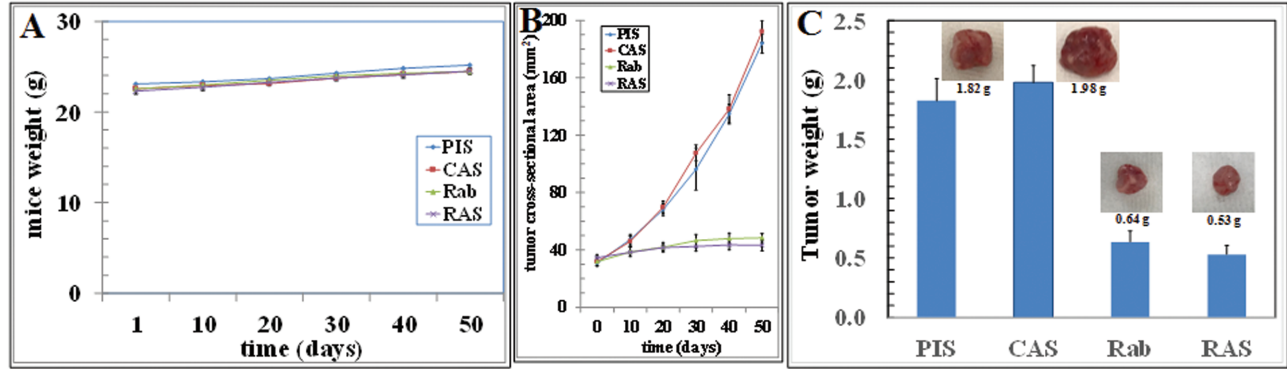 A
mice weight (g)
30
20
10
0
PIS
CAS
Rab
RAS
1 10 20 30 40 50
time (days)
B
tumor cross-sectional area (mm²)
200
160
120
80
40
0
PIS
CAS
Rab
RAS
0 10 20 30 40 50
time (days)
C
Tumor weight (g)
2.5
2.0
1.5
1.0
0.5
0.0
1.82 g
1.98 g
0.64 g
0.53 g
PIS CAS Rab RAS